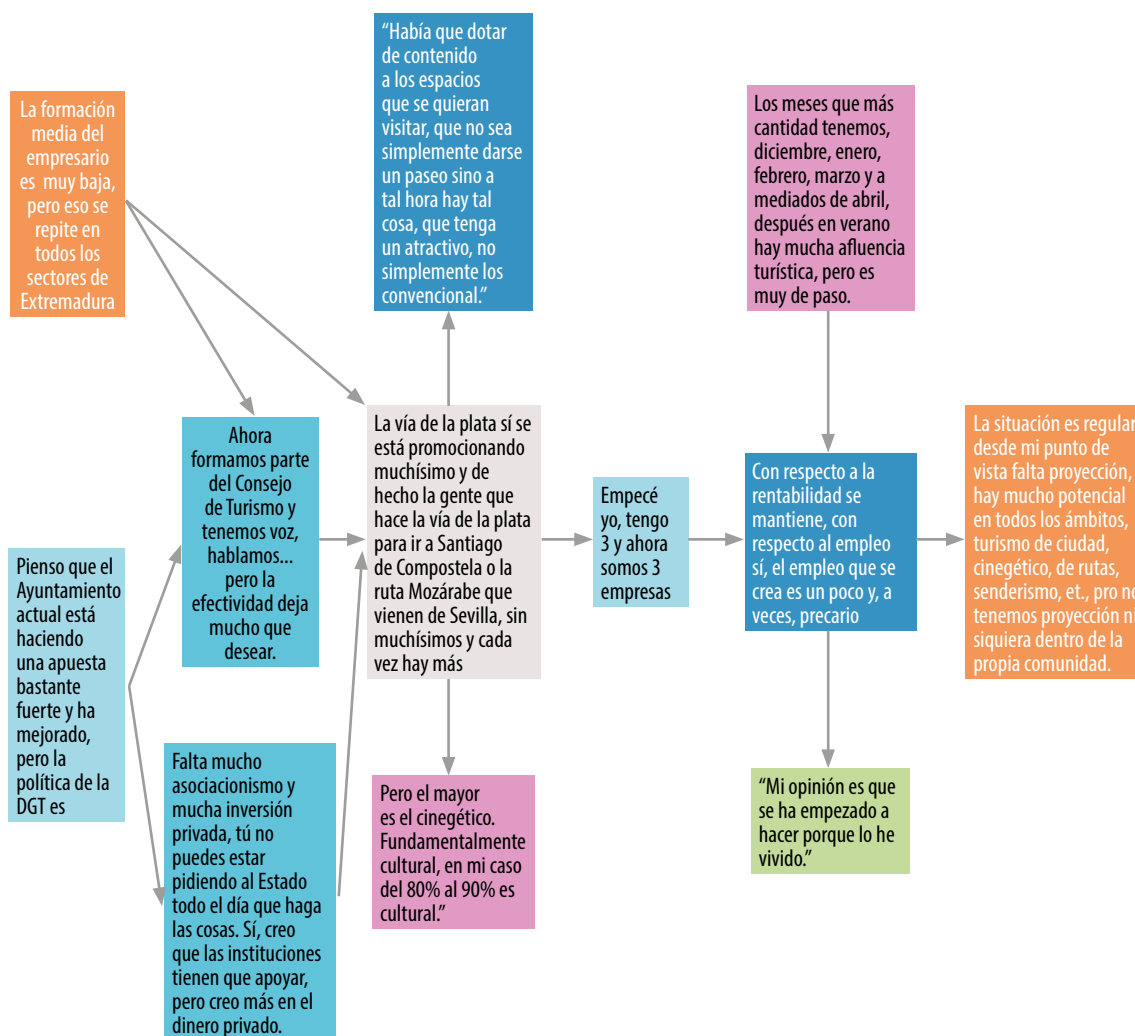 “Había que dotar
de contenido
a los espacios
que se quieran
visitar, que no sea
simplemente darse
un paseo sino a
tal hora hay tal
cosa, que tenga
un atractivo, no
simplemente los
convencional.”
La formación
media del
empresario
es muy baja,
pero eso se
repite en
todos los
sectores de
Extremadura
Los meses que más
cantidad tenemos,
diciembre, enero,
febrero, marzo y a
mediados de abril,
después en verano
hay mucha afluencia
turística, pero es
muy de paso.
Ahora
formamos parte
del Consejo
de Turismo y
tenemos voz,
hablamos...
pero la
efectividad deja
mucho que
desear.
La vía de la plata sí se
está promocionando
muchísimo y de
hecho la gente que
hace la vía de la plata
para ir a Santiago
de Compostela o la
ruta Mozárabe que
vienen de Sevilla, sin
muchísimos y cada
vez hay más
Empecé
yo, tengo
3 y ahora
somos 3
empresas
Con respecto a la
rentabilidad se
mantiene, con
respecto al empleo
sí, el empleo que se
crea es un poco y, a
veces, precario
La situación es regular
desde mi punto de
vista falta proyección,
hay mucho potencial
en todos los ámbitos,
turismo de ciudad,
cinegético, de rutas,
senderismo, et., pro no
tenemos proyección ni
siquiera dentro de la
propia comunidad.
Pienso que el
Ayuntamiento
actual está
haciendo
una apuesta
bastante
fuerte y ha
mejorado,
pero la
política de la
DGT es
Falta mucho
asociacionismo y
mucha inversión
privada, tú no
puedes estar
pidiendo al Estado
todo el día que haga
las cosas. Sí, creo
que las instituciones
tienen que apoyar,
pero creo más en el
dinero privado.
Pero el mayor
es el cinegético.
Fundamentalmente
cultural, en mi caso
del 80% al 90% es
cultural.”
“Mi opinión es que
se ha empezado a
hacer porque lo he
vivido.”